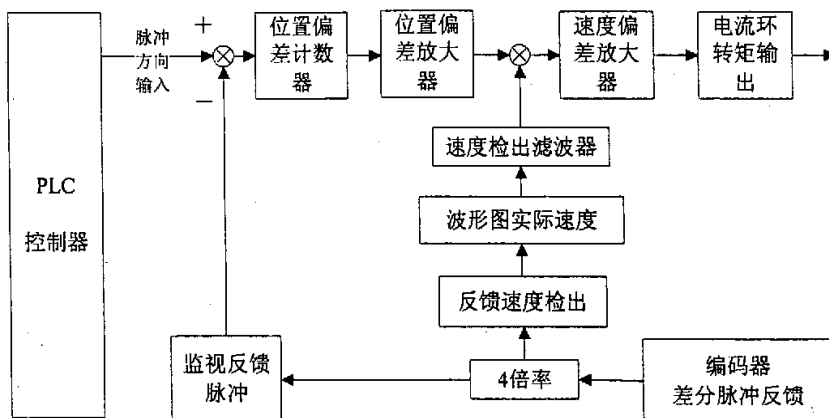 PLC
控制器
脉冲
方向
输入
+
−
位置偏
差计数
器
位置偏
差放大
器
速度偏
差放大
器
电流环
转矩输
出
速度检出滤波器
波形图实际速度
反馈速度检出
监视反馈
脉冲
4倍率
编码器
差分脉冲反馈